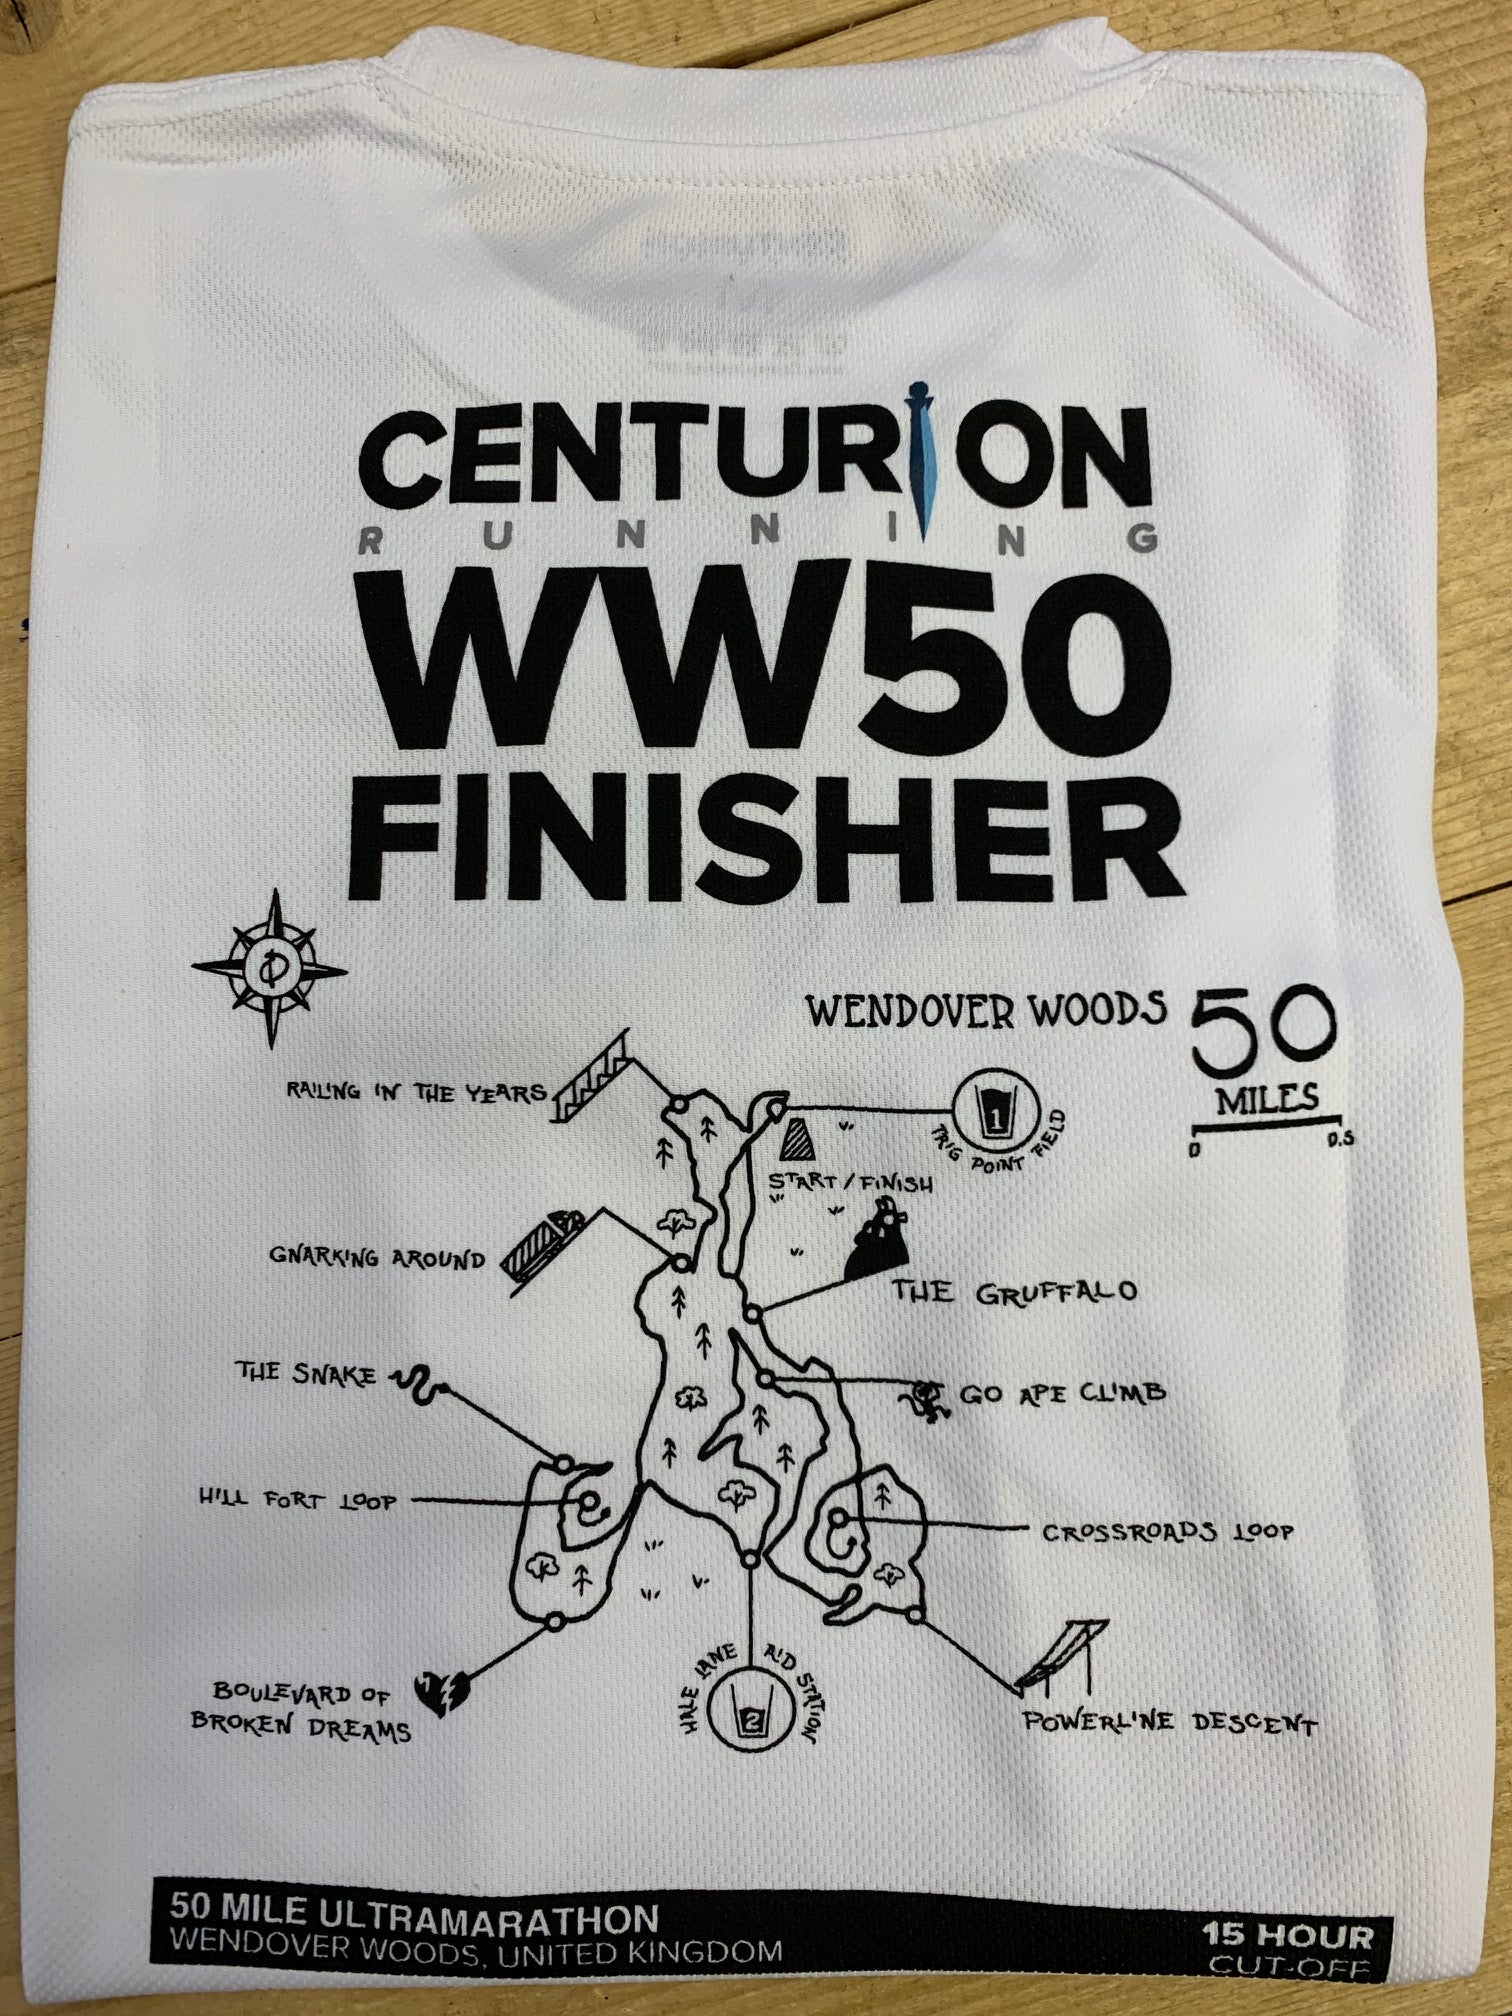 CENTURION
RUNNING
WW50
FINISHER
D
WENDOVER WOODS 50
MILES
0 0.5
RAILING IN THE YEARS
1
TRIG POINT FIELD
START/FINISH
GNARKING AROUND
THE GRUFFALO
THE SNAKE
GO APE CLIMB
HILL FORT LOOP
CROSSROADS LOOP
BOULEVARD OF
BROKEN DREAMS
HALE LANE AID STATION
2
POWERLINE DESCENT
50 MILE ULTRAMARATHON
WENDOVER WOODS, UNITED KINGDOM
15 HOUR
CUT-OFF